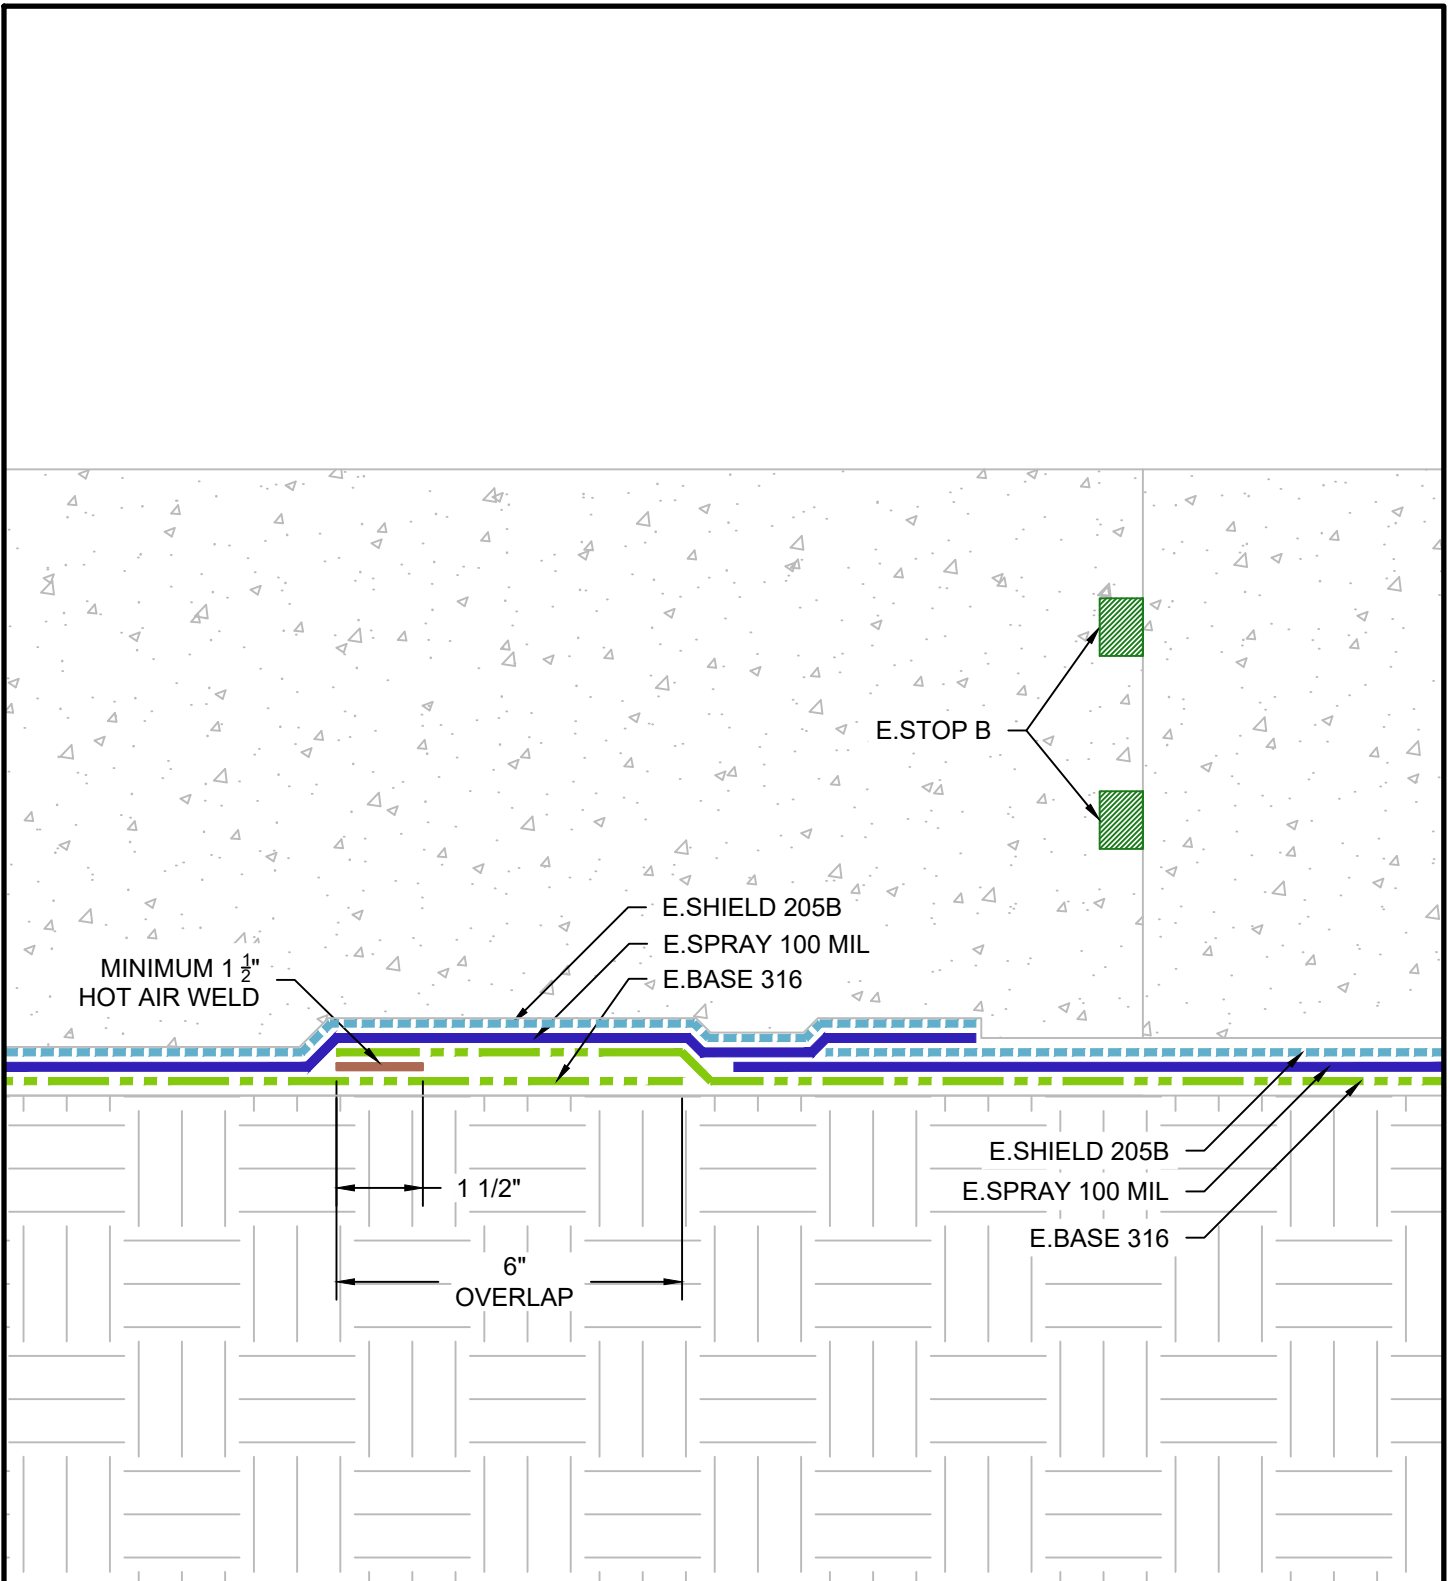 E.STOP B
E.SHIELD 205B
E.SPRAY 100 MIL
E.BASE 316
MINIMUM 1 1/2"
HOT AIR WELD
E.SHIELD 205B
E.SPRAY 100 MIL
E.BASE 316
1 1/2"
6"
OVERLAP